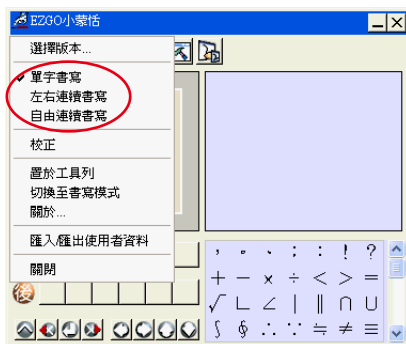 EZGO小蒙恬
選擇版本...
單字書寫
左右連續書寫
自由連續書寫
校正
置於工具列
切換至書寫模式
關於...
匯入/匯出使用者資料
關閉
, 。 、 ; : ! ?
+ − × ÷ < > =
√ ∟ ∠ | ∥ ∩ ∪
後
∫ ∮ ∴ ∵ ≒ ≠ ≡